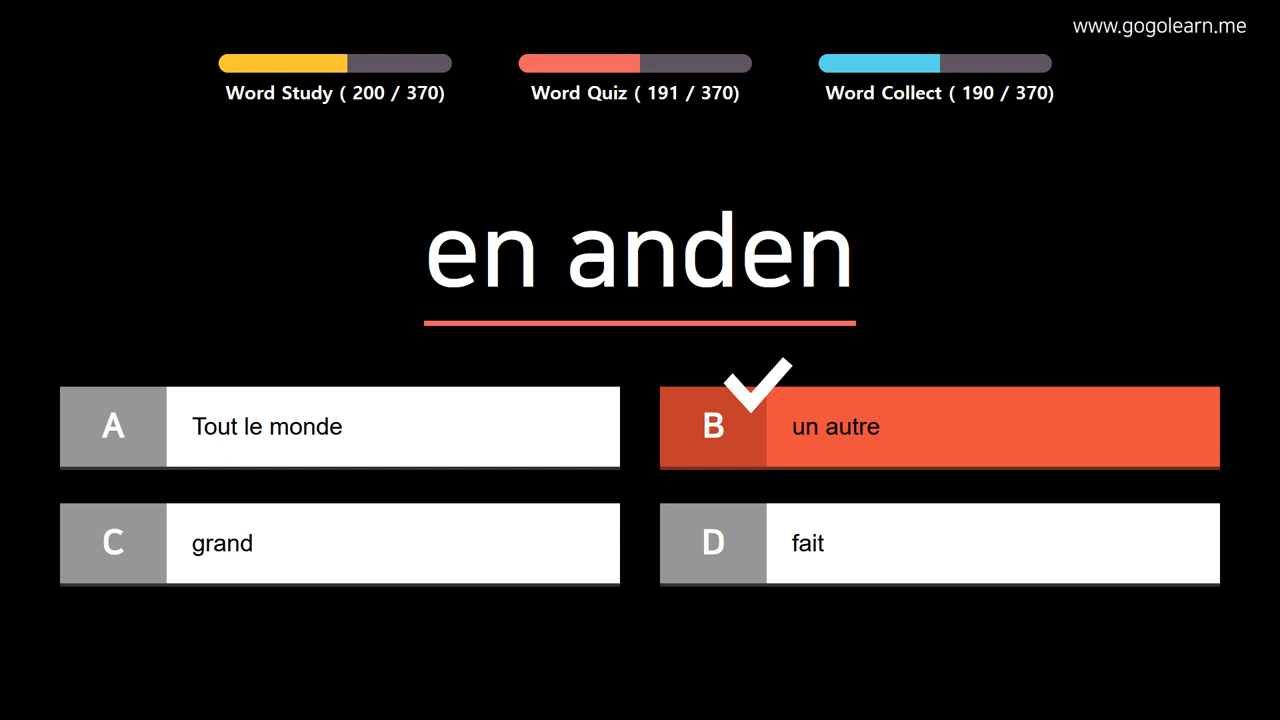 www.gogolearn.me
Word Study ( 200 / 370)
Word Quiz ( 191 / 370)
Word Collect ( 190 / 370)
en anden
A
Tout le monde
B
un autre
C
grand
D
fait